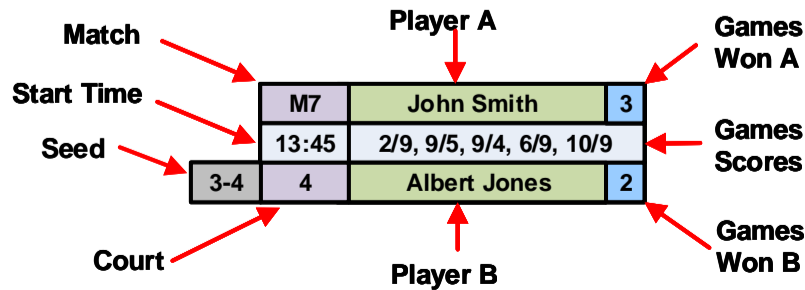 Player A
Match
Games
Won A
Start Time
M7 John Smith 3
13:45 2/9, 9/5, 9/4, 6/9, 10/9
Games
Scores
Seed
3-4 4 Albert Jones 2
Court
Player B
Games
Won B